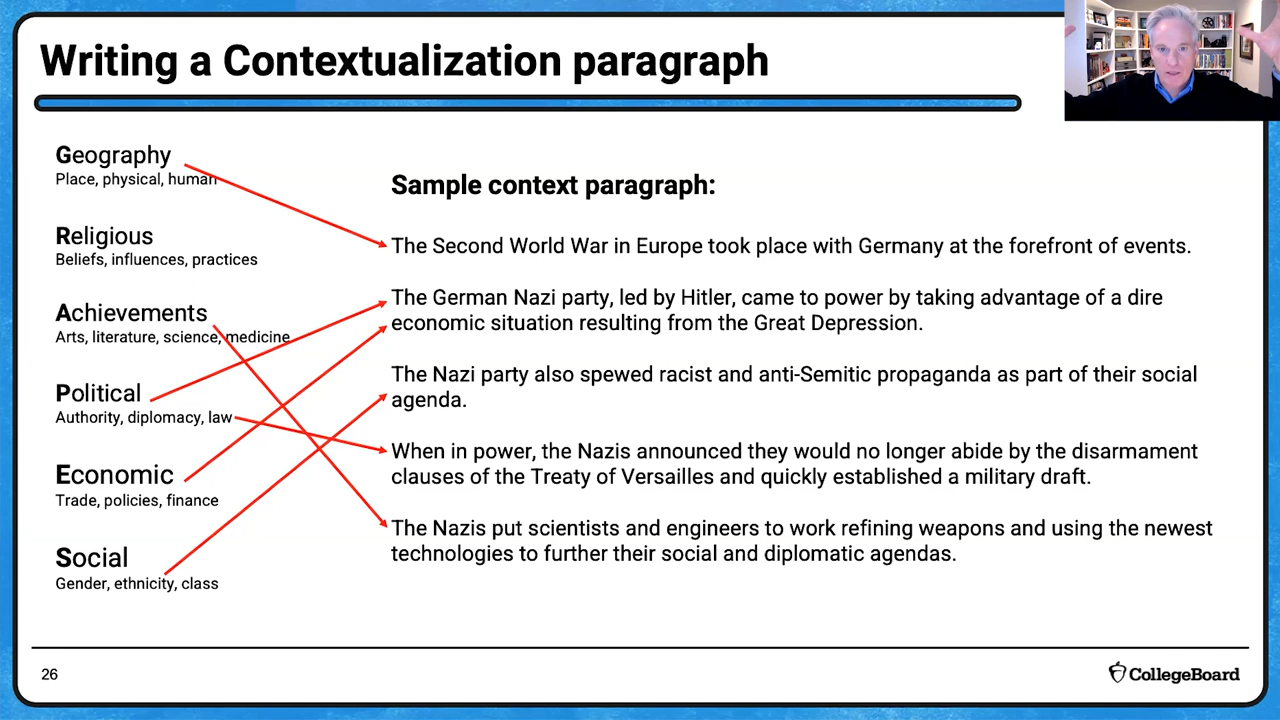 Writing a Contextualization paragraph
Geography
Place, physical, human
Religious
Beliefs, influences, practices
Achievements
Arts, literature, science, medicine
Political
Authority, diplomacy, law
Economic
Trade, policies, finance
Social
Gender, ethnicity, class
Sample context paragraph:
The Second World War in Europe took place with Germany at the forefront of events.
The German Nazi party, led by Hitler, came to power by taking advantage of a dire
economic situation resulting from the Great Depression.
The Nazi party also spewed racist and anti-Semitic propaganda as part of their social
agenda.
When in power, the Nazis announced they would no longer abide by the disarmament
clauses of the Treaty of Versailles and quickly established a military draft.
The Nazis put scientists and engineers to work refining weapons and using the newest
technologies to further their social and diplomatic agendas.
26
CollegeBoard